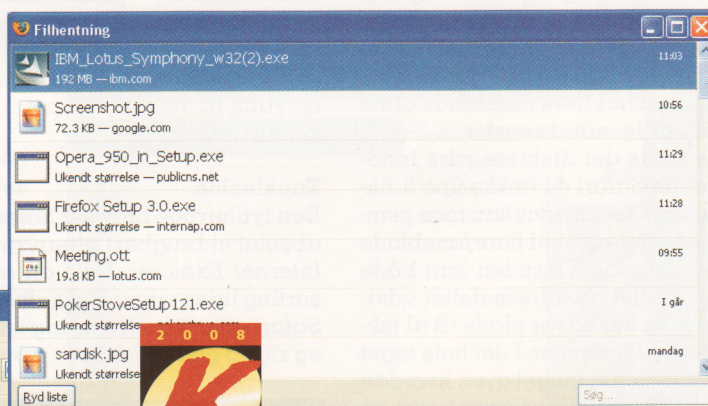 Filhentning
IBM_Lotus_Symphony_w32(2).exe 11:03
192 MB — ibm.com
Screenshot.jpg 10:56
72.3 KB — google.com
Opera_950_in_Setup.exe 11:29
Ukendt størrelse — publicns.net
Firefox Setup 3.0.exe 11:28
Ukendt størrelse — internap.com
Meeting.ott 09:55
19.8 KB — lotus.com
PokerStoveSetup121.exe I går
Ukendt størrelse — pokerstove.com
2008
sandisk.jpg mandag
Ukendt størrelse
Ryd liste Søg...